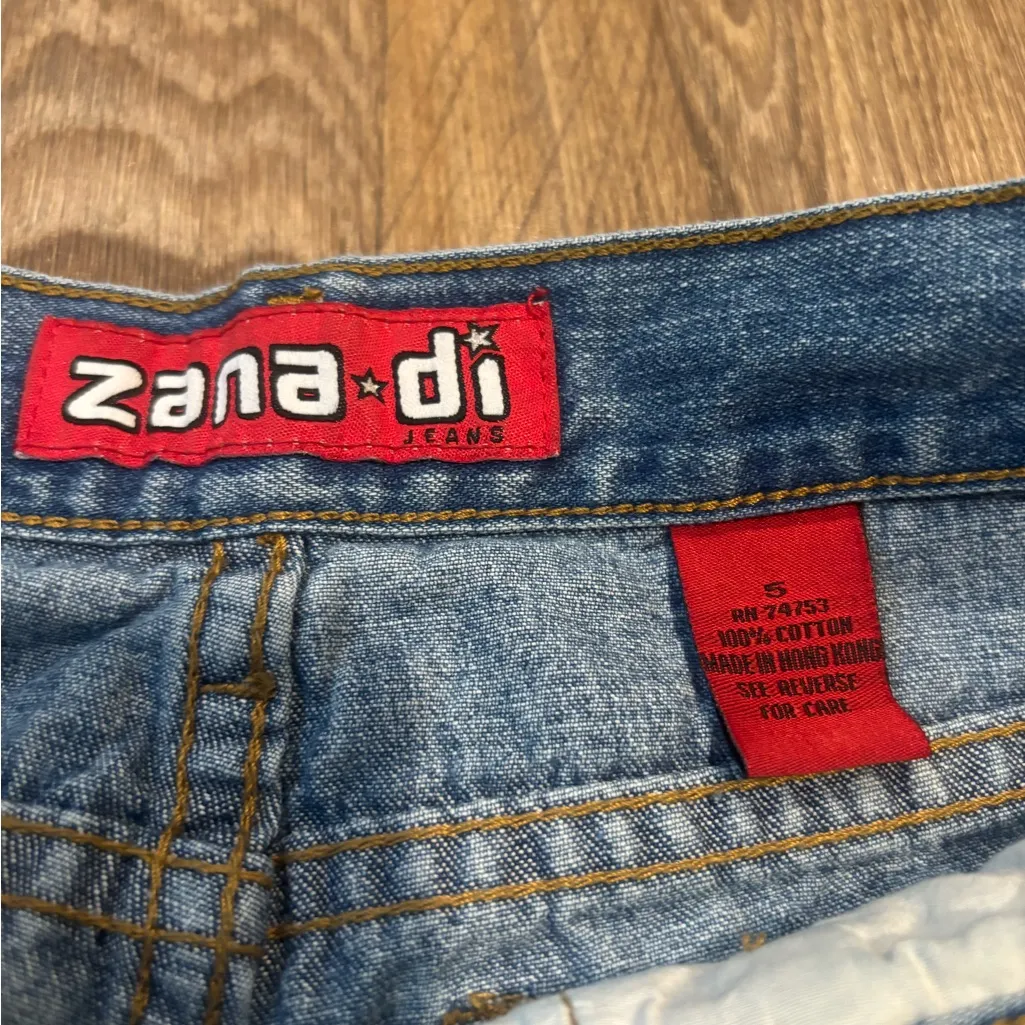 zana★di
JEANS
5
RN 74753
100% COTTON
MADE IN HONG KONG
SEE REVERSE
FOR CARE